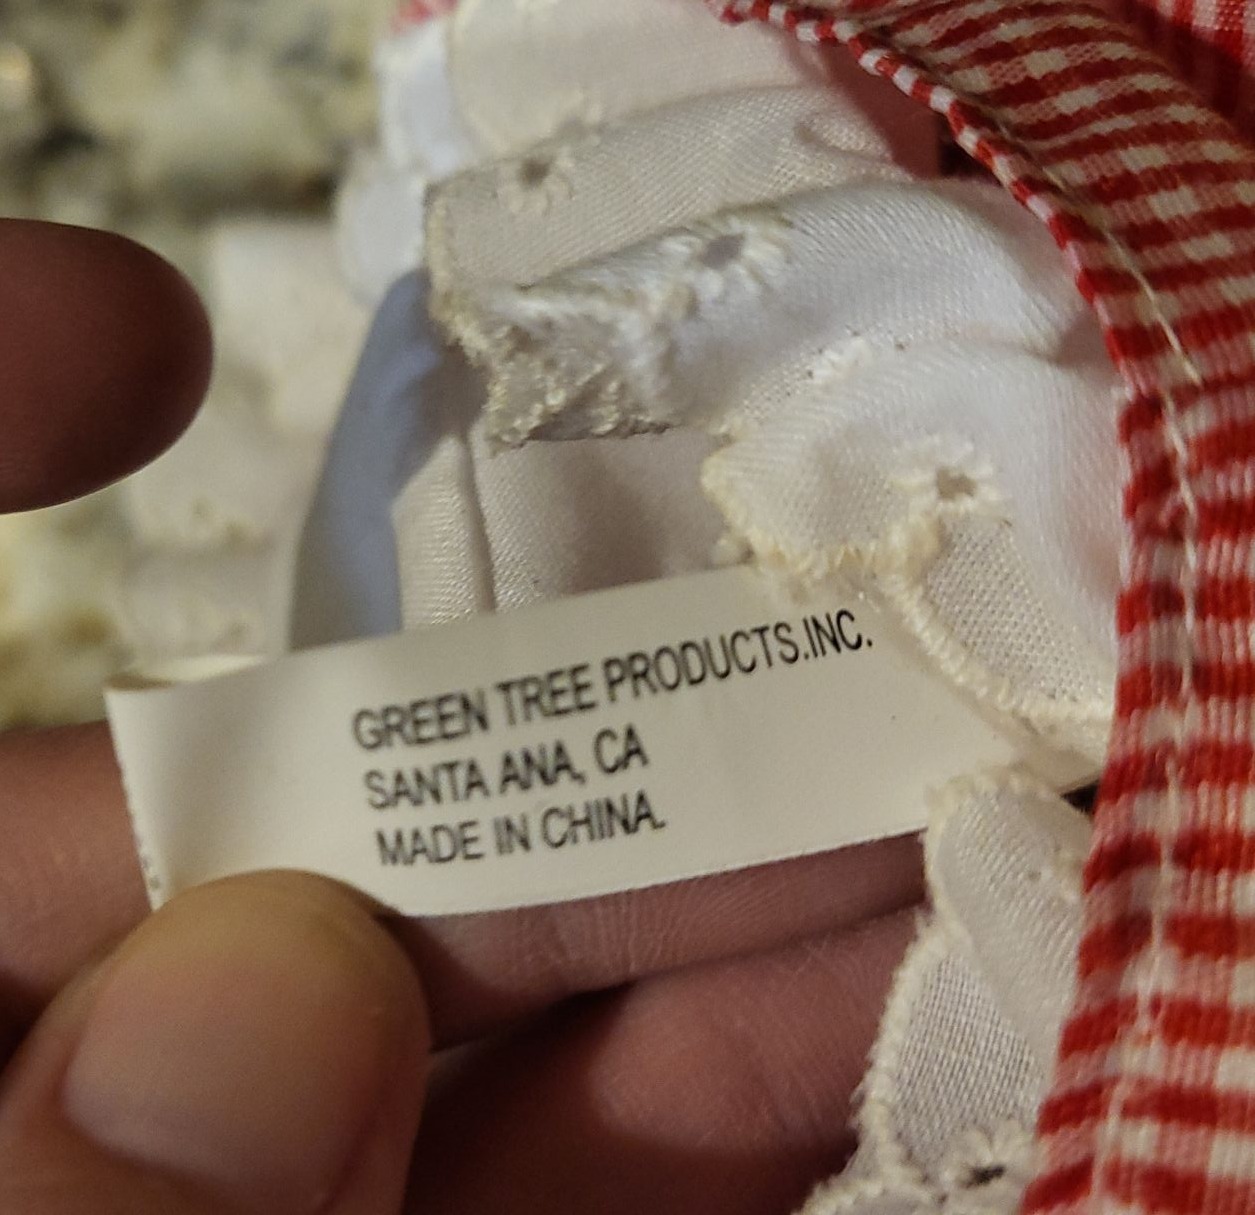 GREEN TREE PRODUCTS.INC.
SANTA ANA, CA
MADE IN CHINA.